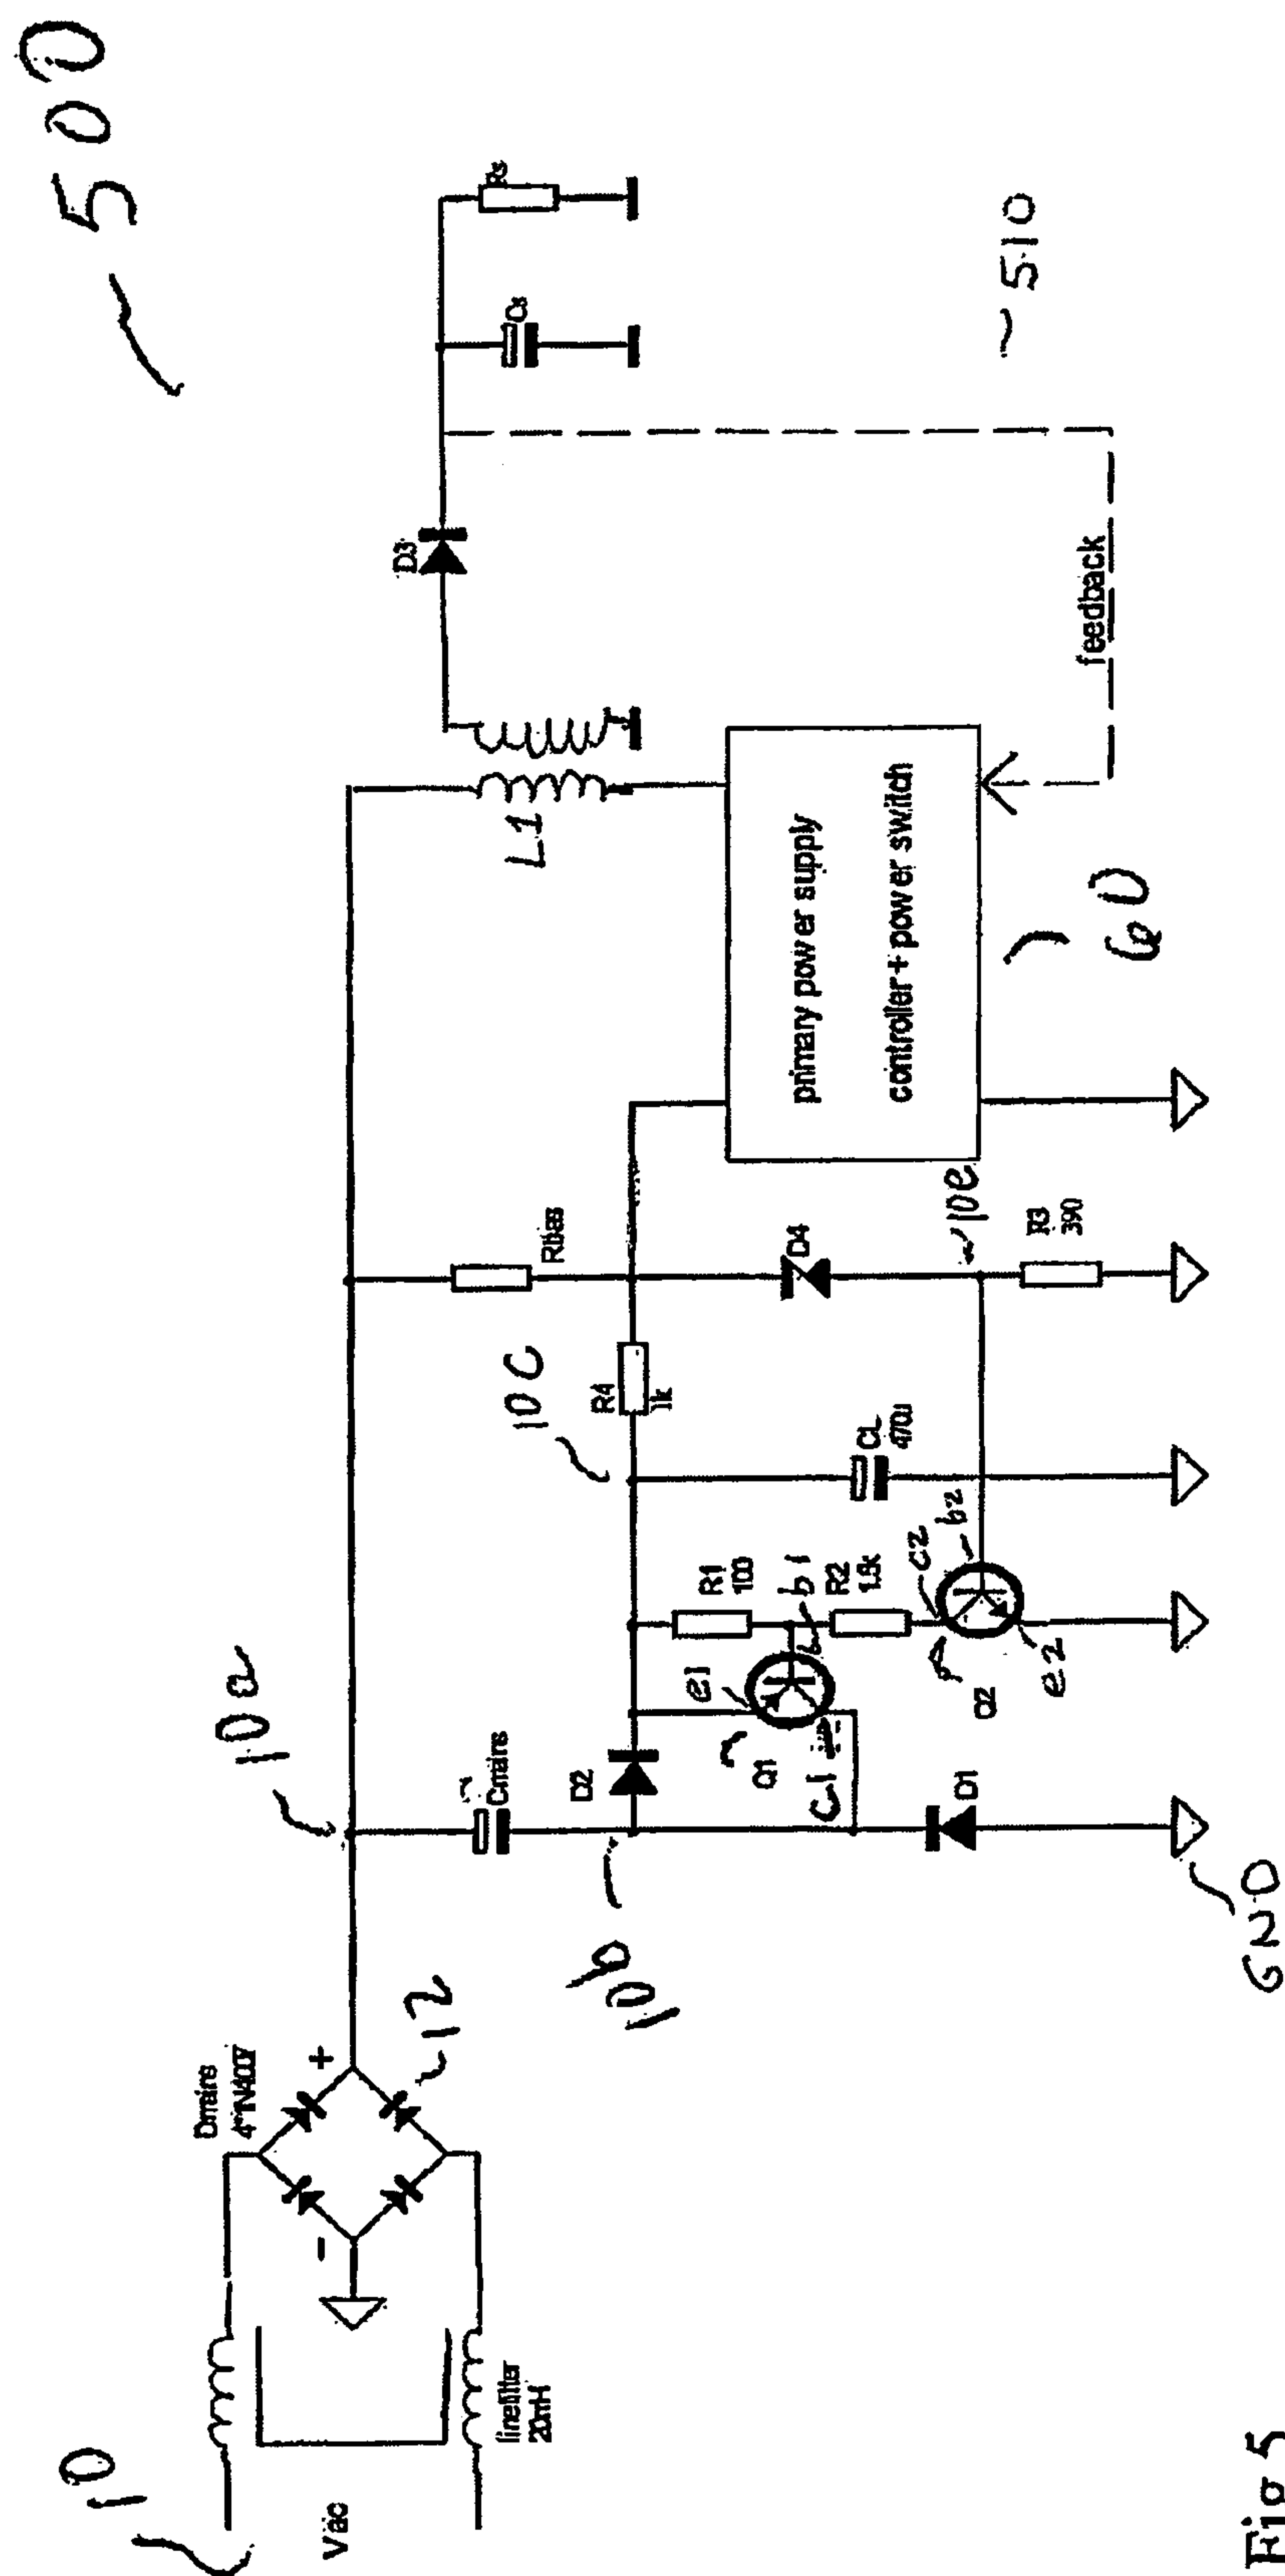 500
10
Vac
linefilter
20mH
Dmains
4*1N4007
+
-
12
10a
Cmains
10b
D2
e1
Q1
C1
b1
R1
100
R2
1.8k
c2
b2
Q2
e2
D1
GND
10c
R4
1k
CL
470u
Rbias
D4
10e
R3
390
L1
primary power supply
controller+power switch
60
feedback
D3
Cs
Rs
~510
Fig 5